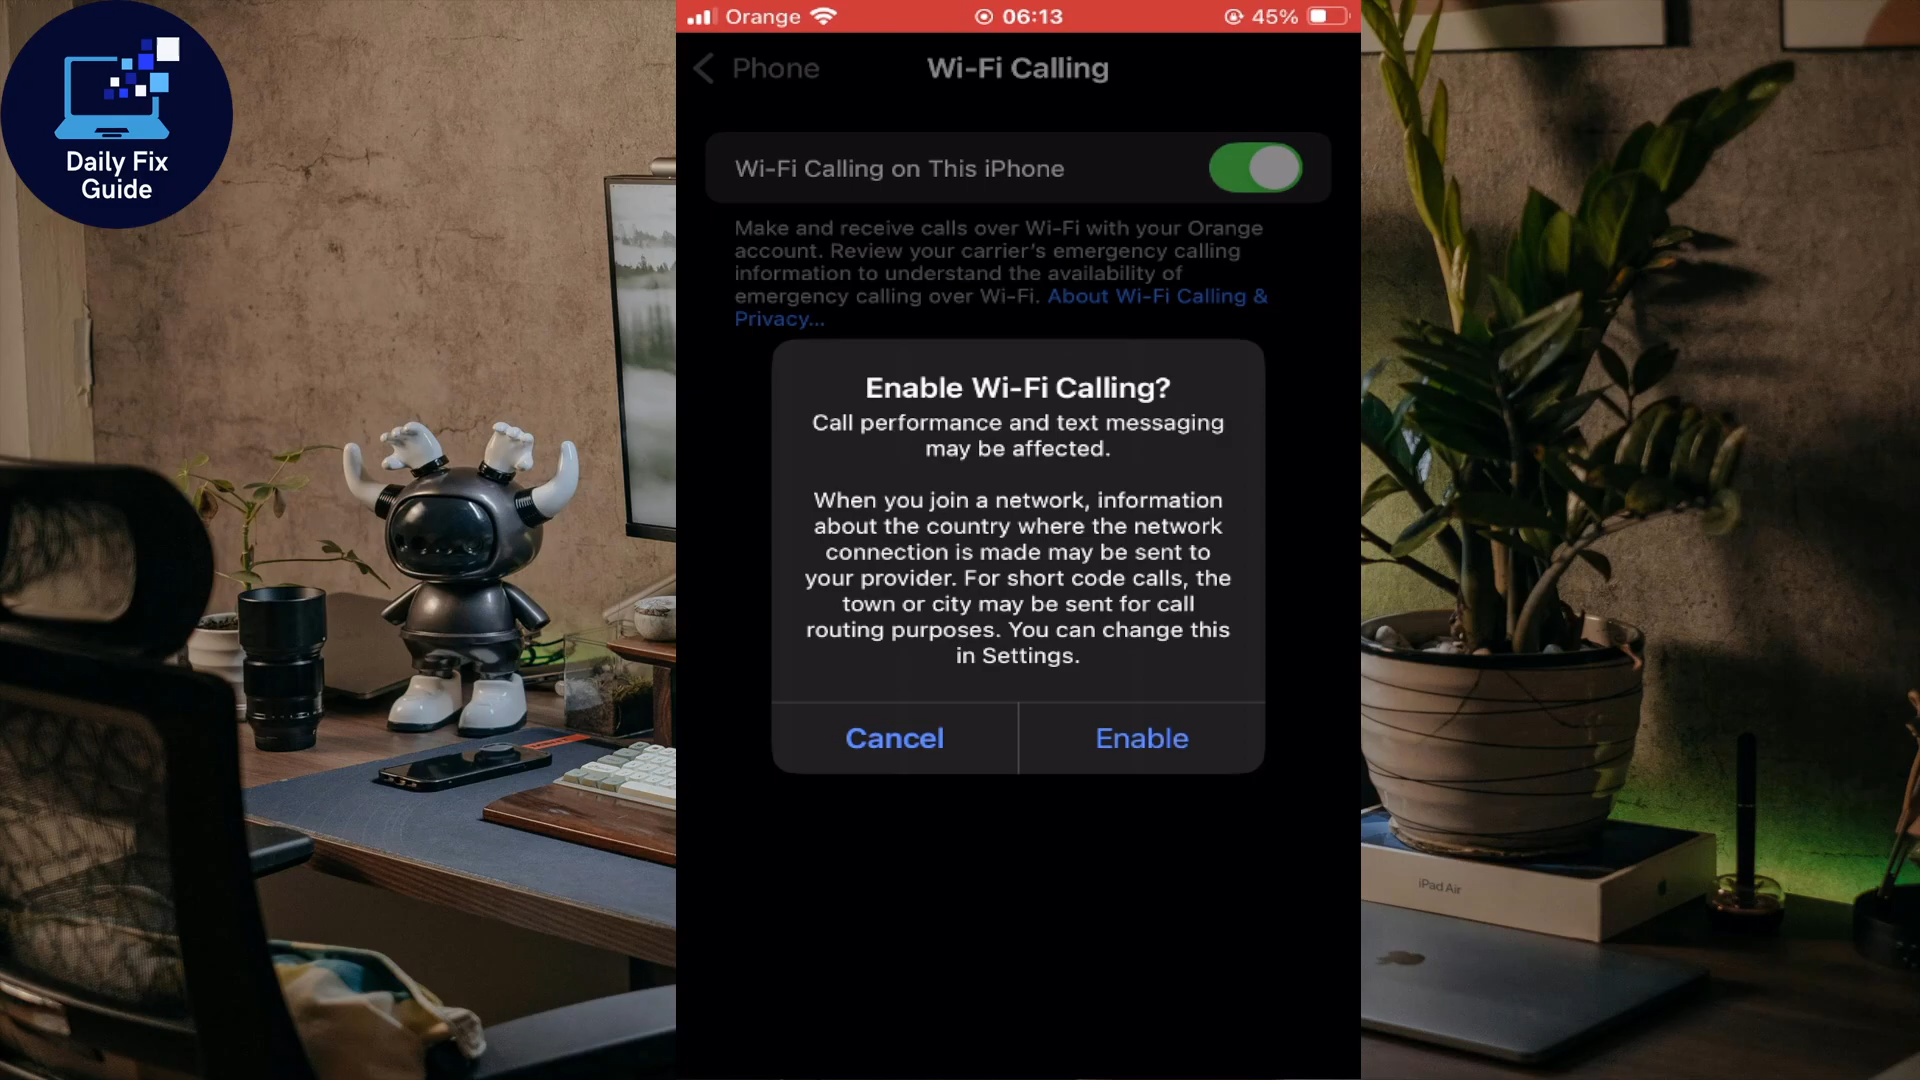 Daily Fix
Guide
Orange 06:13 45%
Phone Wi-Fi Calling
Wi-Fi Calling on This iPhone
Make and receive calls over Wi-Fi with your Orange
account. Review your carrier's emergency calling
information to understand the availability of
emergency calling over Wi-Fi. About Wi-Fi Calling &
Privacy...
Enable Wi-Fi Calling?
Call performance and text messaging
may be affected.
When you join a network, information
about the country where the network
connection is made may be sent to
your provider. For short code calls, the
town or city may be sent for call
routing purposes. You can change this
in Settings.
Cancel Enable
iPad Air